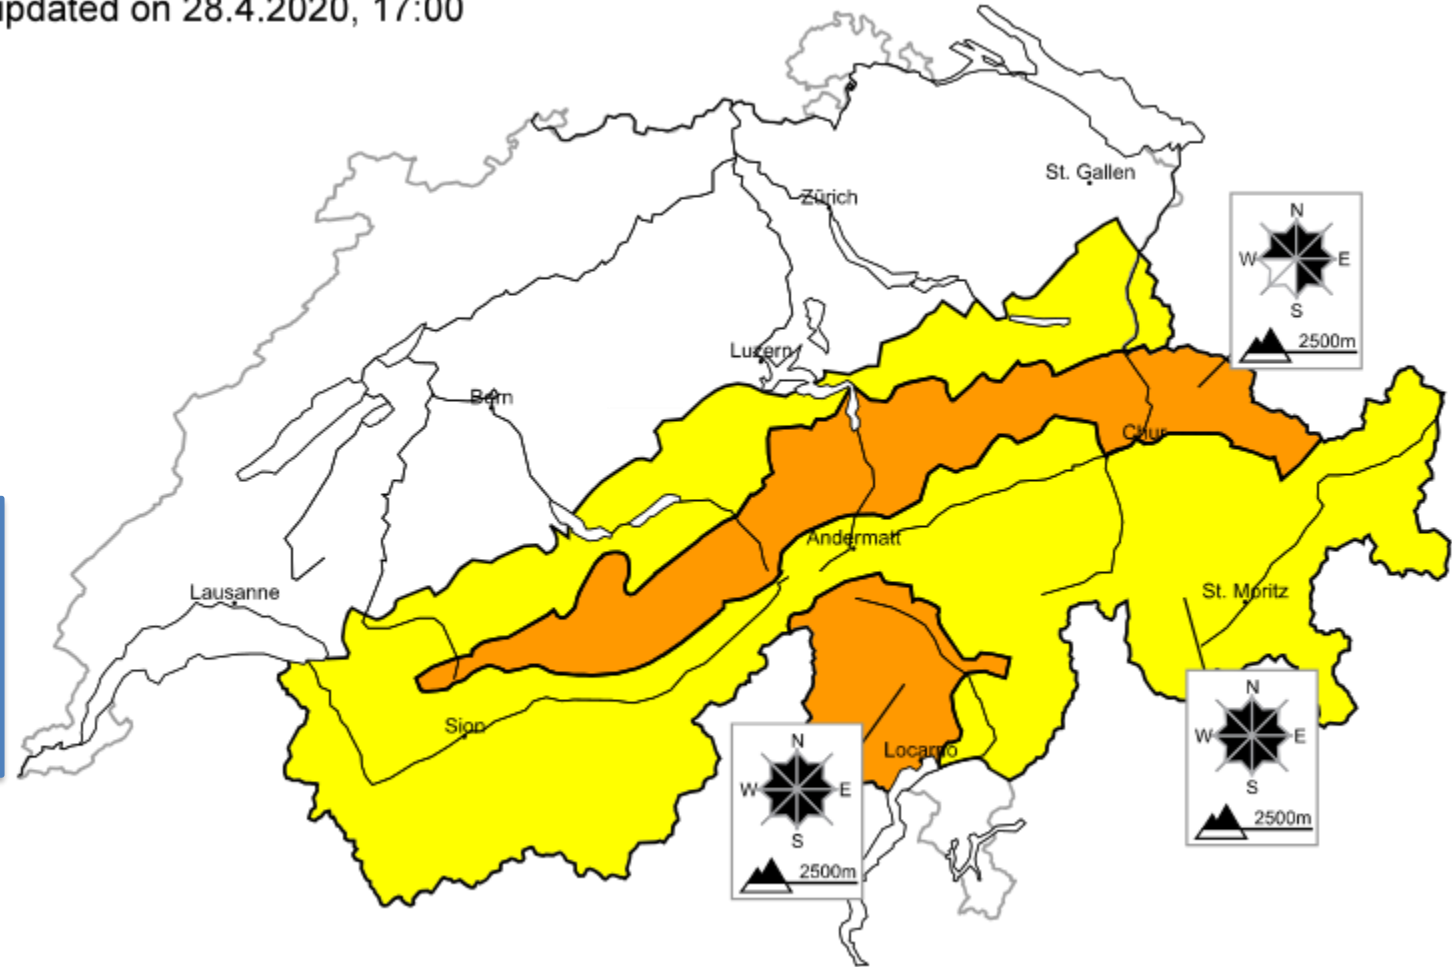 updated on 28.4.2020, 17:00
St. Gallen
Zürich
N
W E
S
2500m
Luzern
Bern
Chur
Andermatt
Lausanne
St. Moritz
Sion
Locarno
N
W E
S
2500m
N
W E
S
2500m